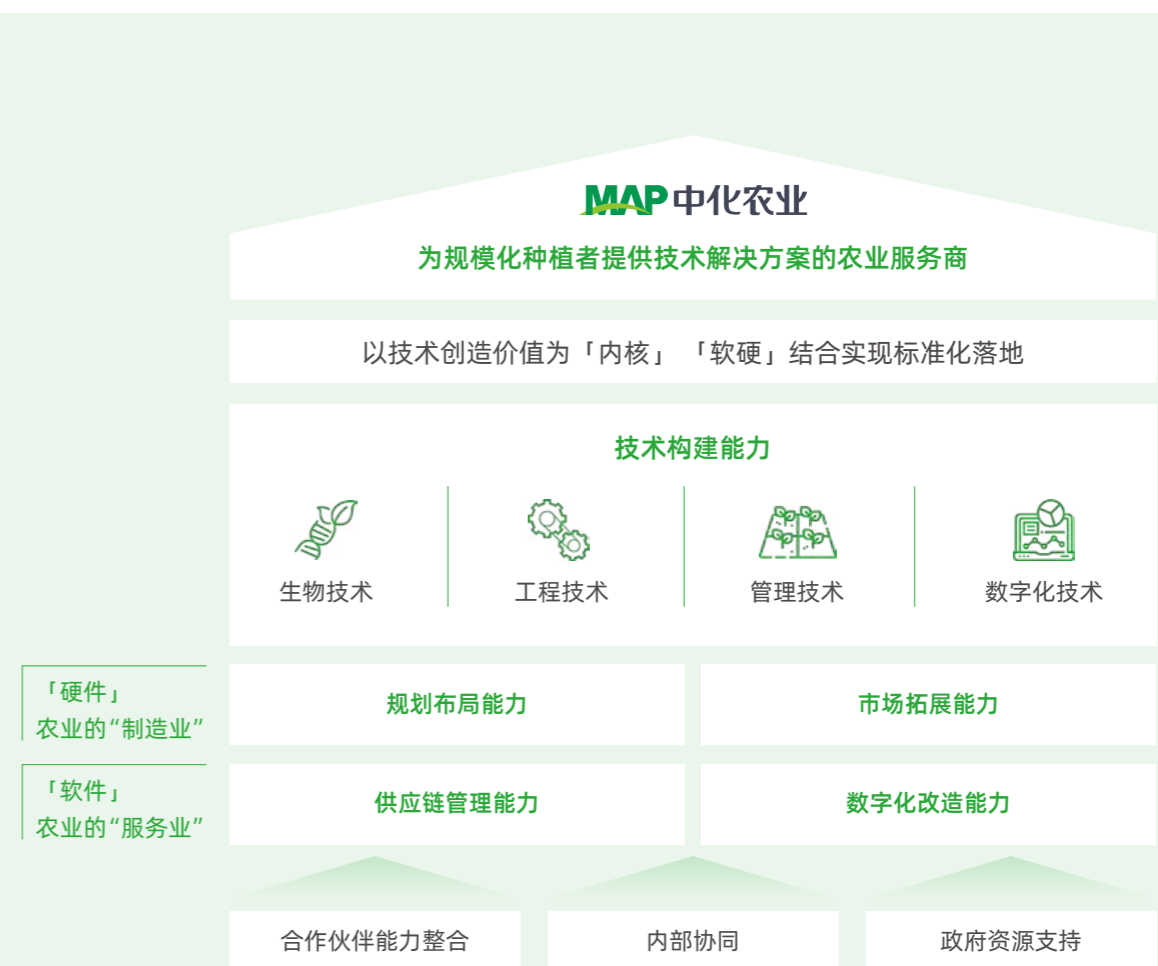 MAP中化农业
为规模化种植者提供技术解决方案的农业服务商
以技术创造价值为「内核」 「软硬」结合实现标准化落地
技术构建能力
生物技术
工程技术
管理技术
数字化技术
「硬件」
农业的“制造业”
规划布局能力
市场拓展能力
「软件」
农业的“服务业”
供应链管理能力
数字化改造能力
合作伙伴能力整合
内部协同
政府资源支持